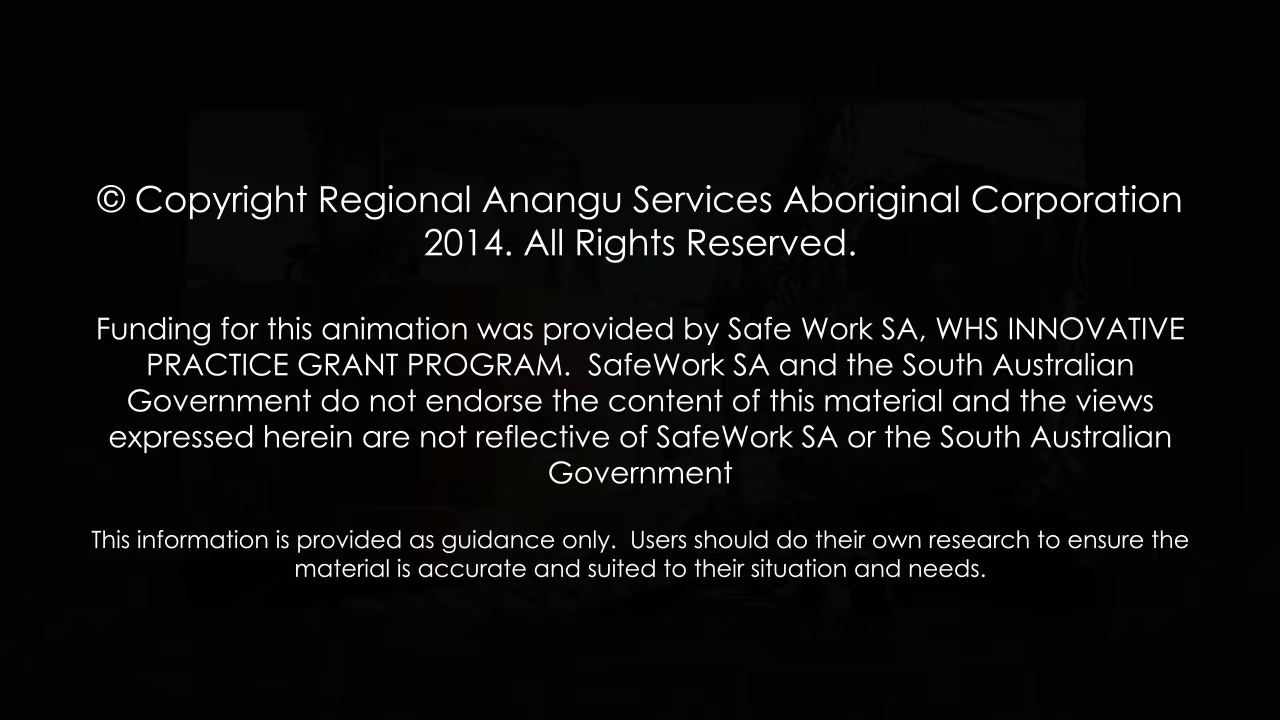 © Copyright Regional Anangu Services Aboriginal Corporation
2014. All Rights Reserved.
Funding for this animation was provided by Safe Work SA, WHS INNOVATIVE
PRACTICE GRANT PROGRAM.  SafeWork SA and the South Australian
Government do not endorse the content of this material and the views
expressed herein are not reflective of SafeWork SA or the South Australian
Government
This information is provided as guidance only.  Users should do their own research to ensure the
material is accurate and suited to their situation and needs.